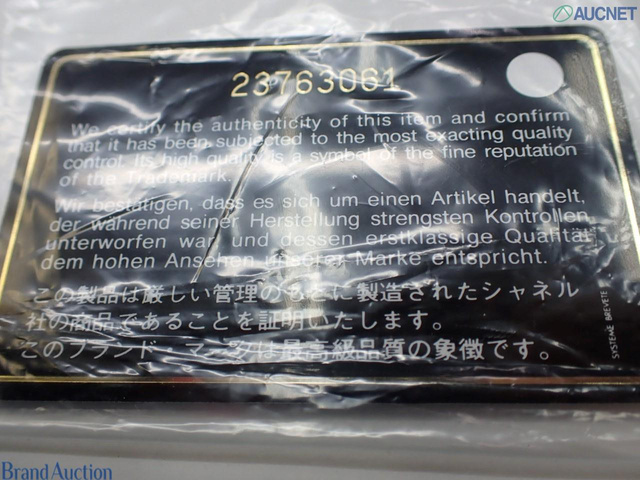 AUCNET
23763061
We certify the authenticity of this item and confirm
that it has been subjected to the most exacting quality
control. Its high quality is a symbol of the fine reputation
of the Trademark.
Wir bestätigen, dass es sich um einen Artikel handelt,
der während seiner Herstellung strengsten Kontrollen
unterworfen war und dessen erstklassige Qualität
dem hohen Ansehen unserer Marke entspricht.
この製品は厳しい管理のもとに製造されたシャネル
社の商品であることを証明いたします。
このブランド・マークは最高級品質の象徴です。
SYSTEME BREVETE
Brand Auction